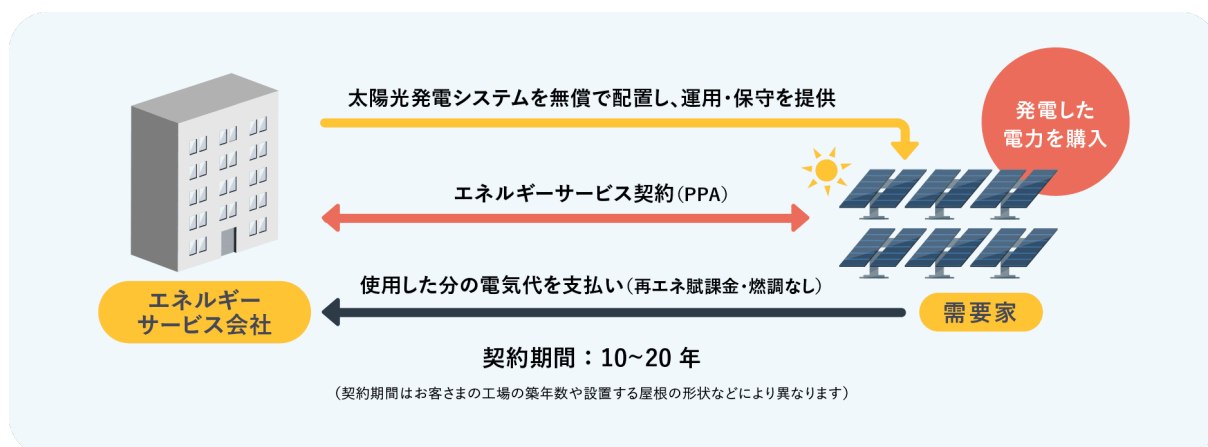 太陽光発電システムを無償で配置し、運用・保守を提供
発電した
電力を購入
エネルギーサービス契約(PPA)
使用した分の電気代を支払い(再エネ賦課金・燃調なし)
エネルギー
サービス会社
需要家
契約期間：10~20 年
(契約期間はお客さまの工場の築年数や設置する屋根の形状などにより異なります)